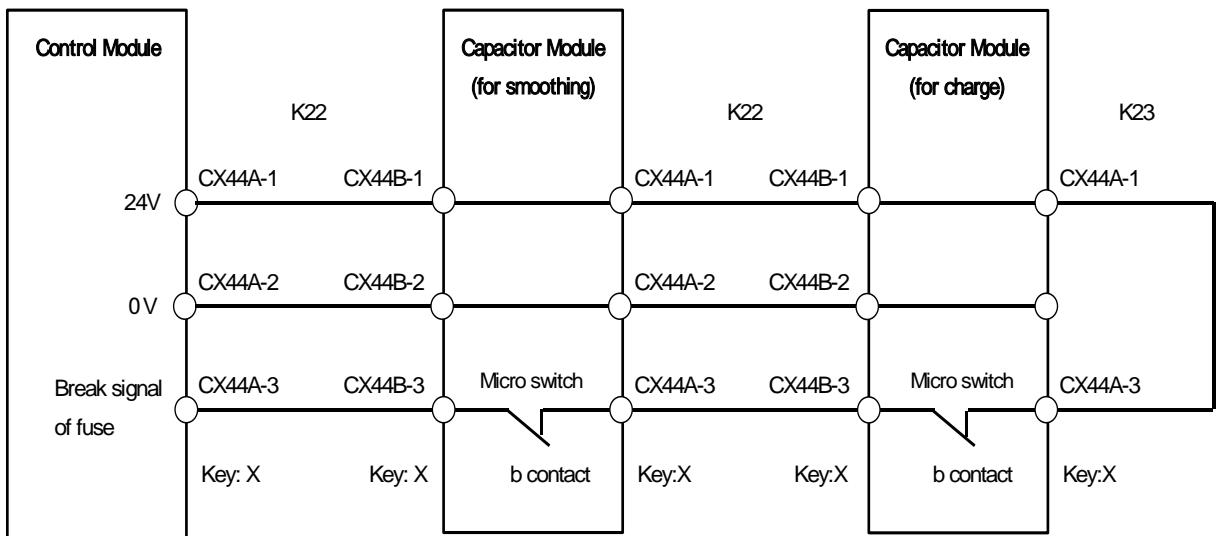 Control Module
Capacitor Module
(for smoothing)
Capacitor Module
(for charge)
K22
K22
K23
CX44A-1
CX44B-1
CX44A-1
CX44B-1
CX44A-1
24V
CX44A-2
CX44B-2
CX44A-2
CX44B-2
0V
Break signal
of fuse
CX44A-3
CX44B-3
Micro switch
CX44A-3
CX44B-3
Micro switch
CX44A-3
Key: X
Key: X
b contact
Key:X
Key:X
b contact
Key:X